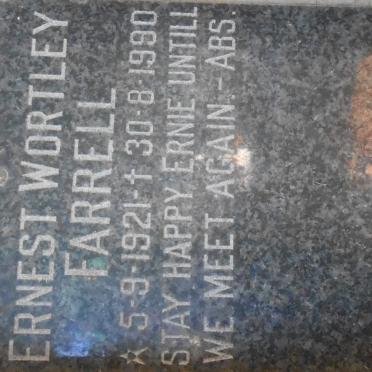 ERNEST WORTLEY
FARRELL
☆ 5-9-1921-† 30-8-1990
STAY HAPPY ERNIE UNTILL
WE MEET AGAIN.-ABS.